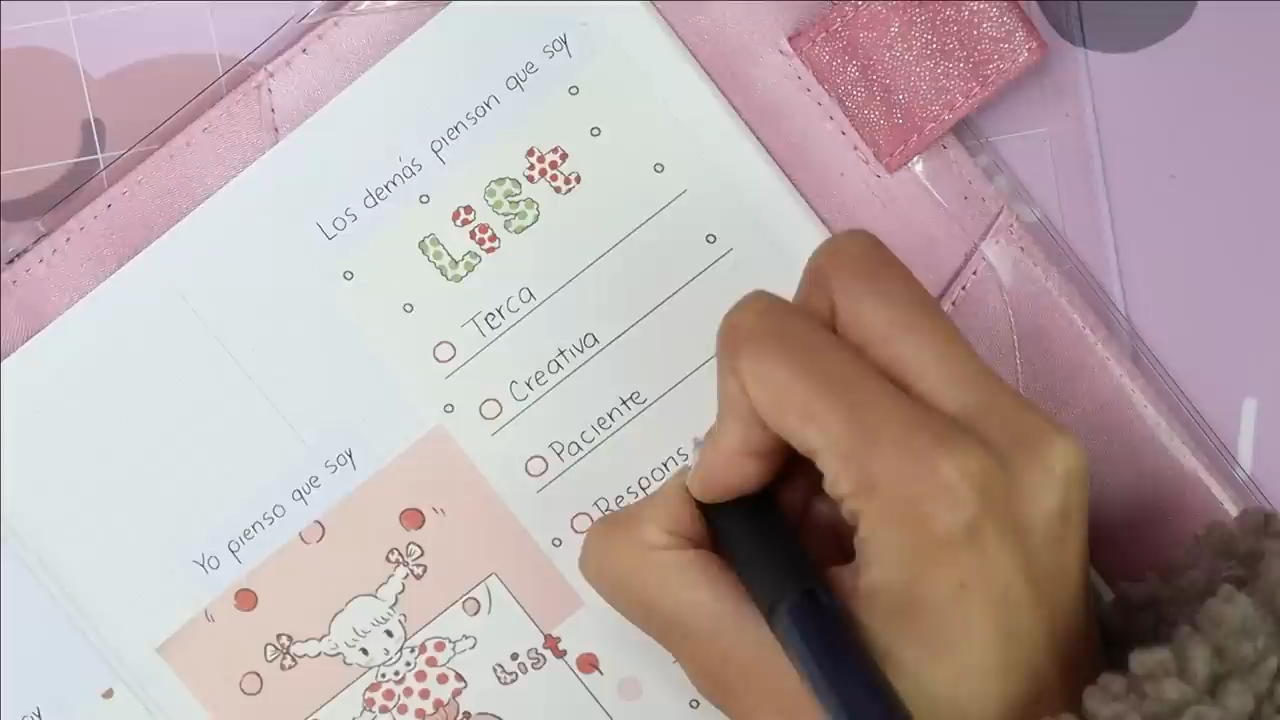 Los demás piensan que soy
List
Terca
Creativa
Paciente
Respons
Yo pienso que soy
List